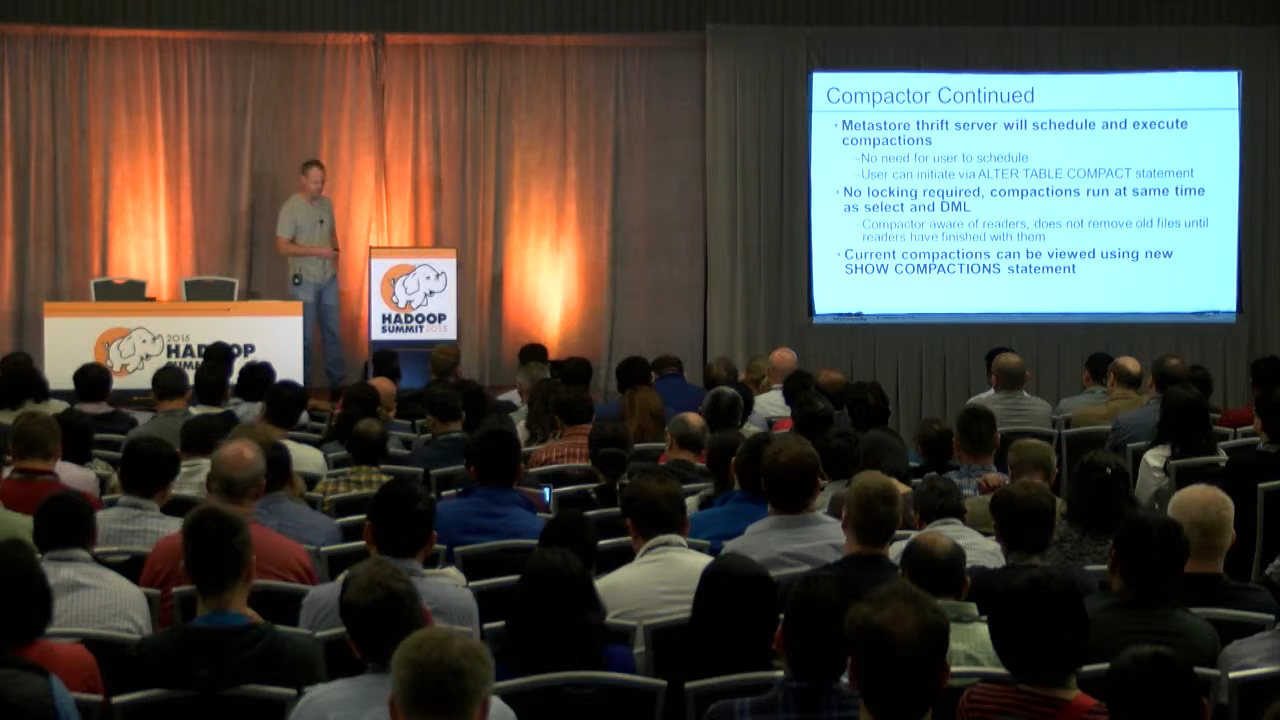 Compactor Continued
Metastore thrift server will schedule and execute
compactions
–No need for user to schedule
–User can initiate via ALTER TABLE COMPACT statement
No locking required, compactions run at same time
as select and DML
–Compactor aware of readers, does not remove old files until
readers have finished with them
Current compactions can be viewed using new
SHOW COMPACTIONS statement
HADOOP
SUMMIT 2015
2015
HADOOP